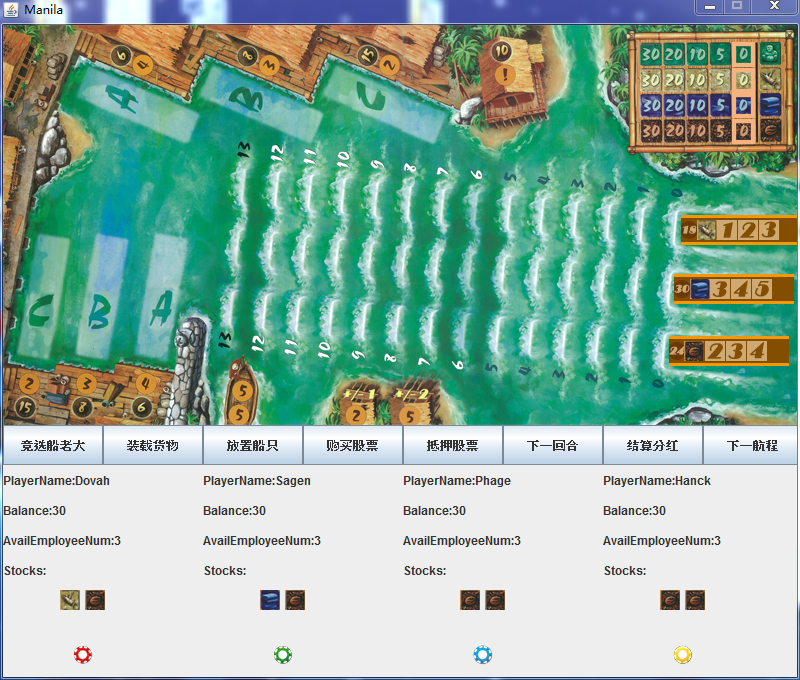 Manila
6 4
8 3
15 2
10
!
A B C
30 20 10 5 0
30 20 10 5 0
30 20 10 5 0
30 20 10 5 0
13 12 11 10 9 8 7 6 5 4 3 2 1 0
18 1 2 3
30 3 4 5
24 2 3 4
C B A
13 12 11 10 9 8 7 6 5 4 3 2 1 0
2 3 4
15 8 6
5
5
+/- 1 +/- 2
2 5
竞选船老大 装载货物 放置船只 购买股票 抵押股票 下一回合 结算分红 下一航程
PlayerName:Dovah PlayerName:Sagen PlayerName:Phage PlayerName:Hanck
Balance:30 Balance:30 Balance:30 Balance:30
AvailEmployeeNum:3 AvailEmployeeNum:3 AvailEmployeeNum:3 AvailEmployeeNum:3
Stocks: Stocks: Stocks: Stocks: